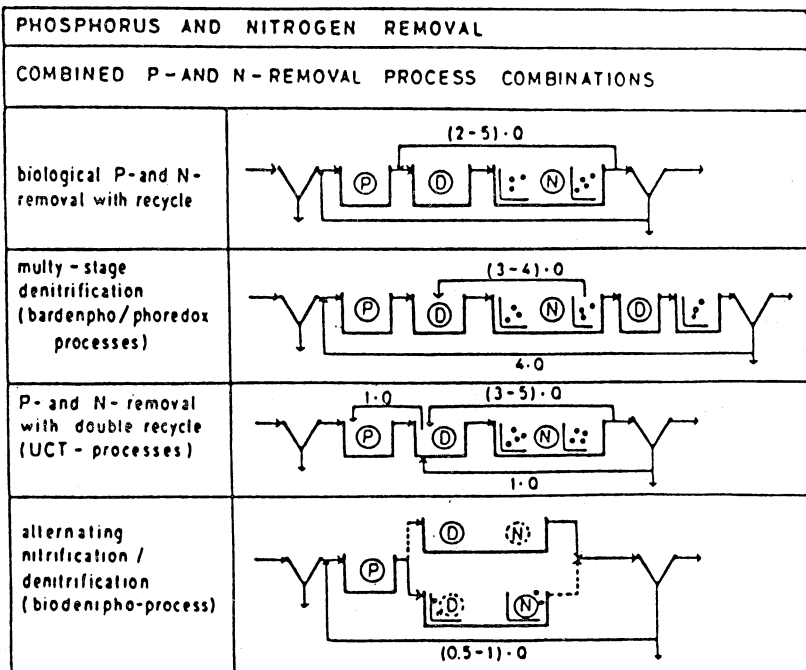 PHOSPHORUS AND NITROGEN REMOVAL
COMBINED P-AND N-REMOVAL PROCESS COMBINATIONS
biological P-and N-
removal with recycle
(2-5)·Q
P
D
N
multy-stage
denitrification
(bardenpho/phoredox
processes)
(3-4)·Q
P
D
N
D
4.Q
P- and N- removal
with double recycle
(UCT-processes)
1·Q
(3-5)·Q
P
D
N
1·Q
alternating
nitrification/
denitrification
(biodenipho-process)
D
N
P
D
N
(0.5-1)·Q